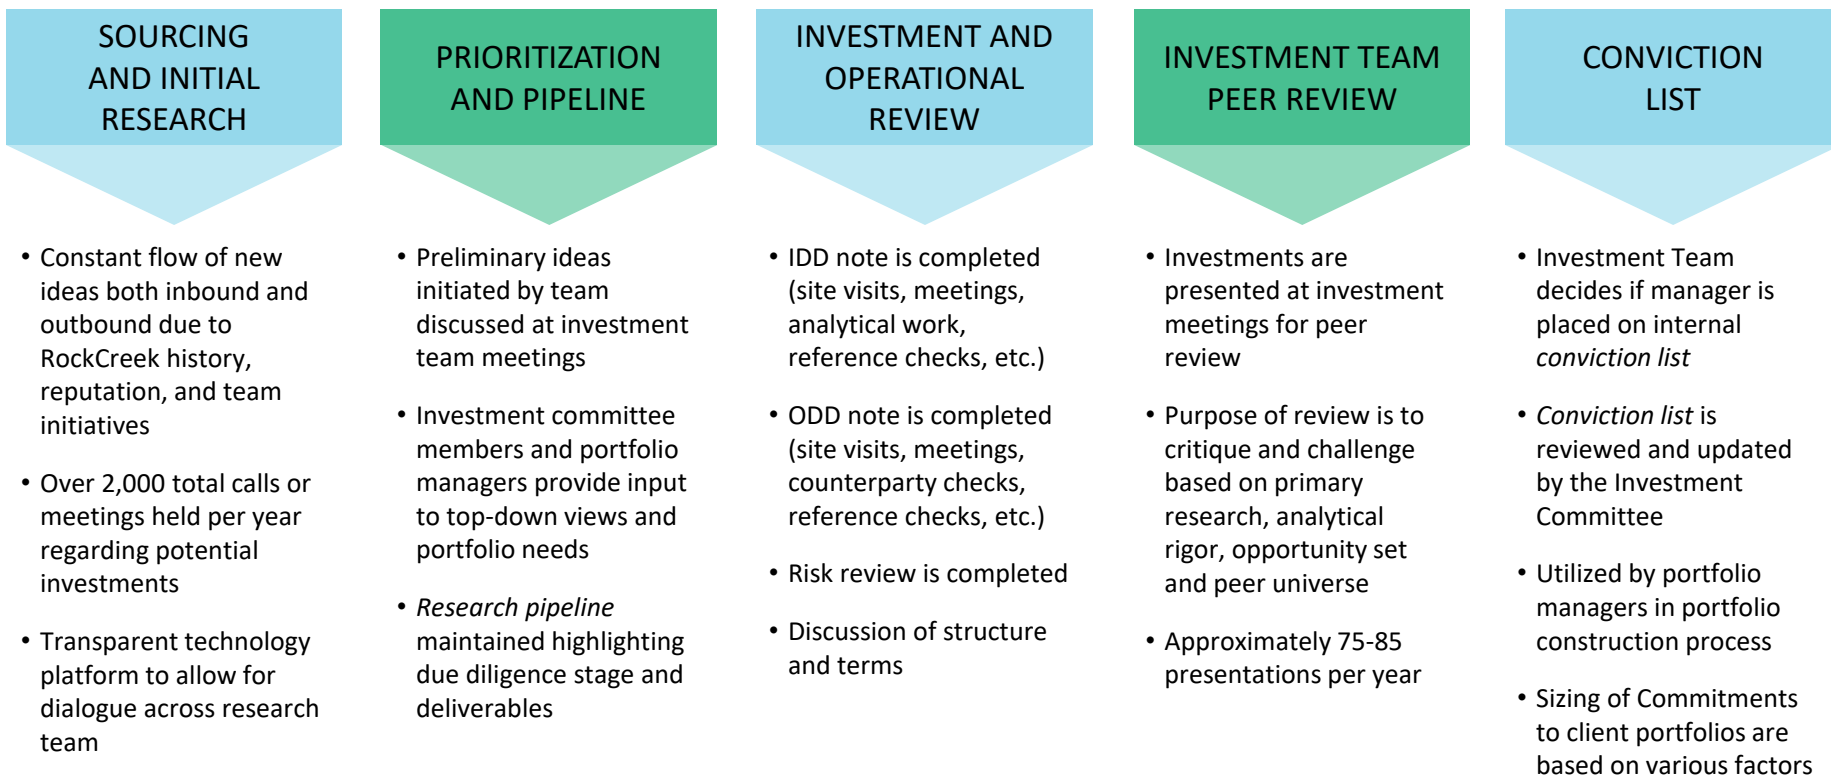 SOURCING
AND INITIAL
RESEARCH
• Constant flow of new
ideas both inbound and
outbound due to
RockCreek history,
reputation, and team
initiatives
• Over 2,000 total calls or
meetings held per year
regarding potential
investments
• Transparent technology
platform to allow for
dialogue across research
team
PRIORITIZATION
AND PIPELINE
• Preliminary ideas
initiated by team
discussed at investment
team meetings
• Investment committee
members and portfolio
managers provide input
to top-down views and
portfolio needs
• Research pipeline
maintained highlighting
due diligence stage and
deliverables
INVESTMENT AND
OPERATIONAL
REVIEW
• IDD note is completed
(site visits, meetings,
analytical work,
reference checks, etc.)
• ODD note is completed
(site visits, meetings,
counterparty checks,
reference checks, etc.)
• Risk review is completed
• Discussion of structure
and terms
INVESTMENT TEAM
PEER REVIEW
• Investments are
presented at investment
meetings for peer
review
• Purpose of review is to
critique and challenge
based on primary
research, analytical
rigor, opportunity set
and peer universe
• Approximately 75-85
presentations per year
CONVICTION
LIST
• Investment Team
decides if manager is
placed on internal
conviction list
• Conviction list is
reviewed and updated
by the Investment
Committee
• Utilized by portfolio
managers in portfolio
construction process
• Sizing of Commitments
to client portfolios are
based on various factors